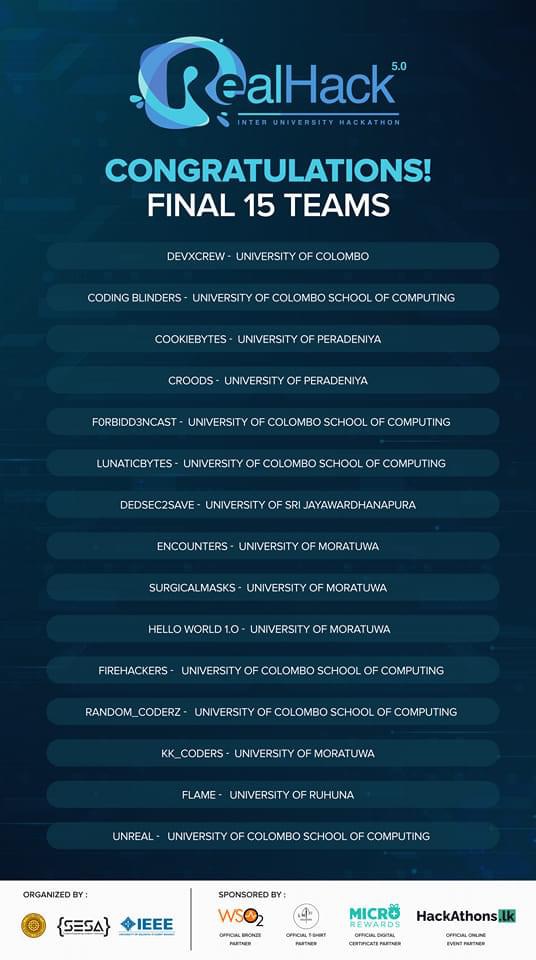 RealHack 5.0
INTER UNIVERSITY HACKATHON
CONGRATULATIONS!
FINAL 15 TEAMS
DEVXCREW - UNIVERSITY OF COLOMBO
CODING BLINDERS - UNIVERSITY OF COLOMBO SCHOOL OF COMPUTING
COOKIEBYTES - UNIVERSITY OF PERADENIYA
CROODS - UNIVERSITY OF PERADENIYA
F0RBIDD3NCAST - UNIVERSITY OF COLOMBO SCHOOL OF COMPUTING
LUNATICBYTES - UNIVERSITY OF COLOMBO SCHOOL OF COMPUTING
DEDSEC2SAVE - UNIVERSITY OF SRI JAYAWARDHANAPURA
ENCOUNTERS - UNIVERSITY OF MORATUWA
SURGICALMASKS - UNIVERSITY OF MORATUWA
HELLO WORLD 1.O - UNIVERSITY OF MORATUWA
FIREHACKERS - UNIVERSITY OF COLOMBO SCHOOL OF COMPUTING
RANDOM_CODERZ - UNIVERSITY OF COLOMBO SCHOOL OF COMPUTING
KK_CODERS - UNIVERSITY OF MORATUWA
FLAME - UNIVERSITY OF RUHUNA
UNREAL - UNIVERSITY OF COLOMBO SCHOOL OF COMPUTING
ORGANIZED BY :
{SESA}
IEEE
SPONSORED BY :
WSO2
OFFICIAL BRONZE
PARTNER
OFFICIAL T-SHIRT
PARTNER
MICRO
REWARDS
OFFICIAL DIGITAL
CERTIFICATE PARTNER
HackAthons.lk
OFFICIAL ONLINE
EVENT PARTNER